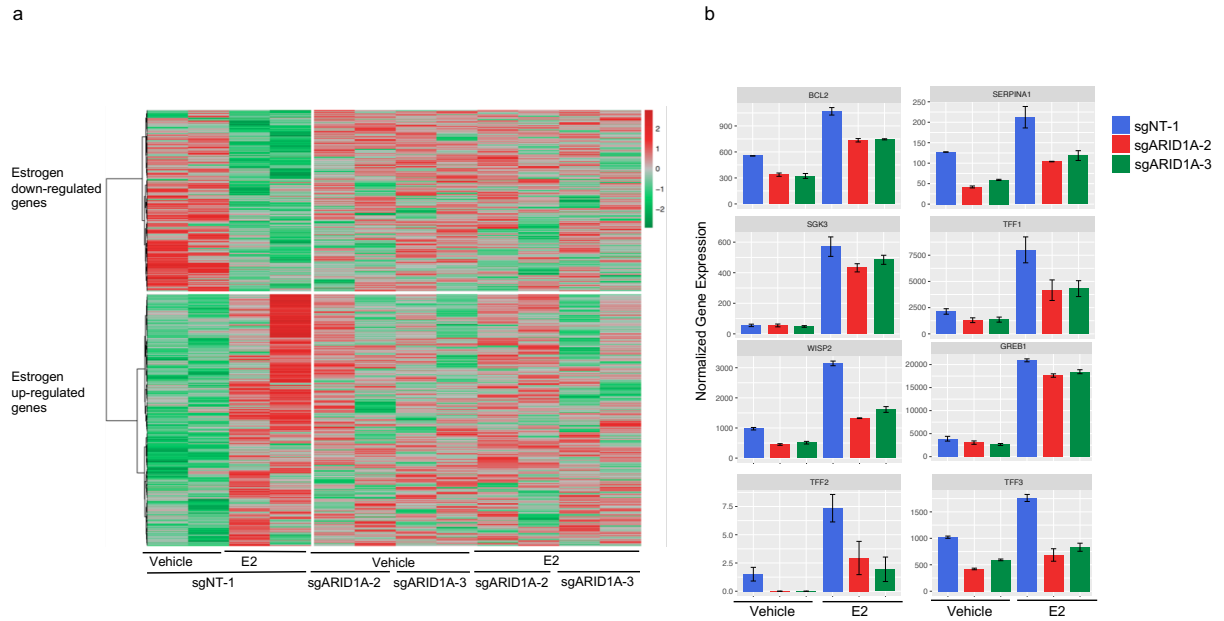 a
b
Estrogen
down-regulated
genes
Estrogen
up-regulated
genes
2
1
0
−1
−2
Vehicle
E2
Vehicle
E2
sgNT-1
sgARID1A-2
sgARID1A-3
sgARID1A-2
sgARID1A-3
Normalized Gene Expression
BCL2
900
600
300
0
SERPINA1
250
200
150
100
50
0
SGK3
600
400
200
0
TFF1
7500
5000
2500
0
WISP2
3000
2000
1000
0
GREB1
20000
15000
10000
5000
0
TFF2
7.5
5.0
2.5
0.0
TFF3
1500
1000
500
0
Vehicle
E2
Vehicle
E2
sgNT-1
sgARID1A-2
sgARID1A-3